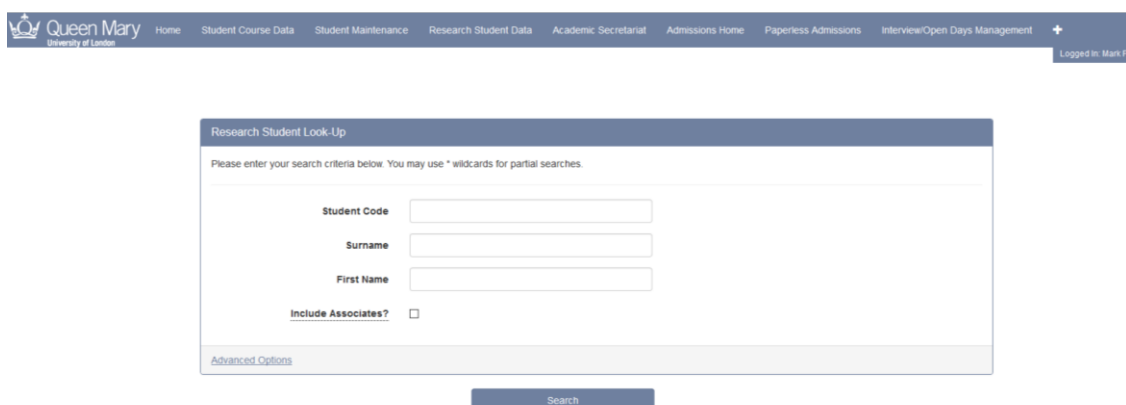 Queen Mary
University of London
Home Student Course Data Student Maintenance Research Student Data Academic Secretariat Admissions Home Paperless Admissions Interview/Open Days Management
Logged In: Mark
Research Student Look-Up
Please enter your search criteria below. You may use * wildcards for partial searches.
Student Code
Surname
First Name
Include Associates?
Advanced Options
Search